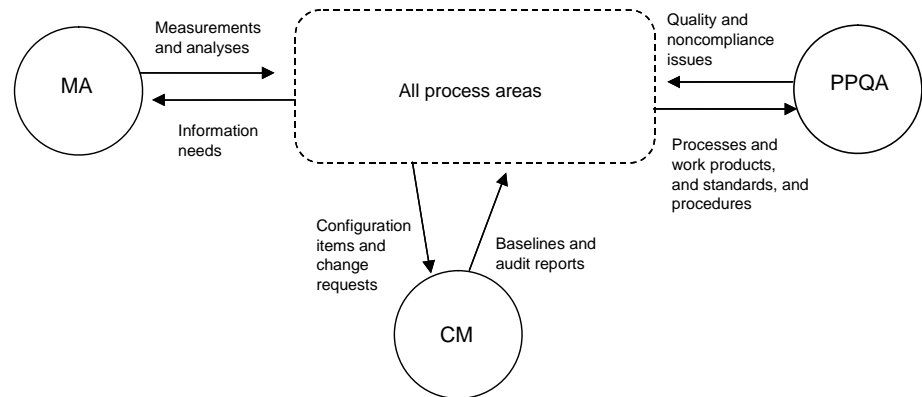 Measurements
and analyses
MA
Information
needs
All process areas
Quality and
noncompliance
issues
PPQA
Processes and
work products,
and standards, and
procedures
Configuration
items and
change
requests
Baselines and
audit reports
CM